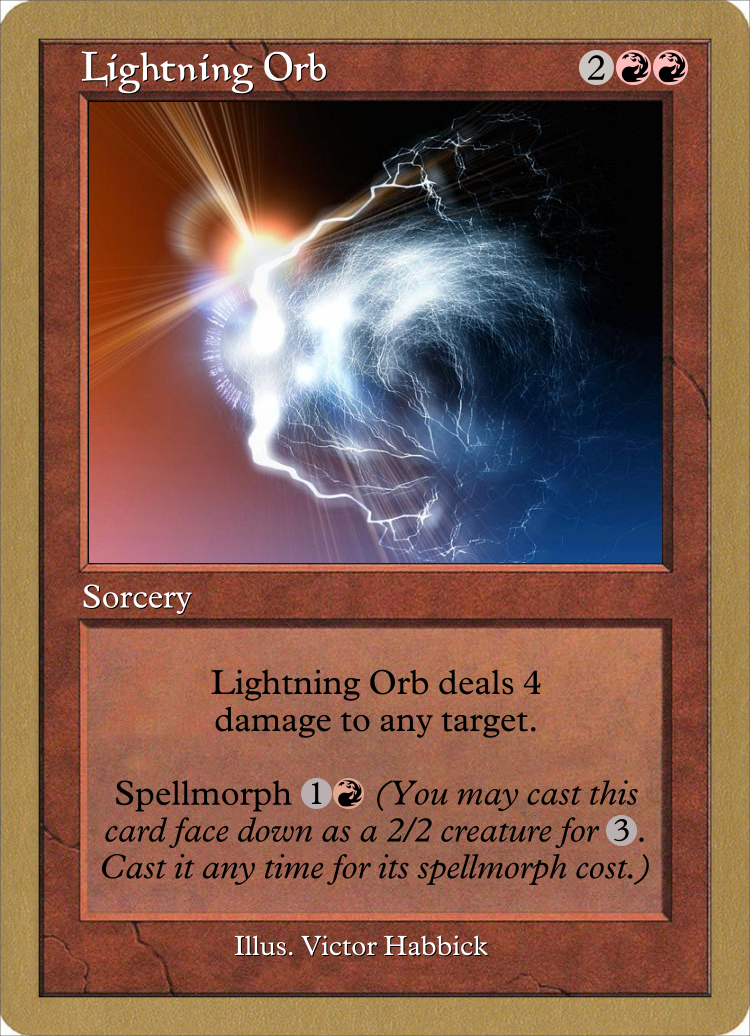 Lightning Orb 2
Sorcery
Lightning Orb deals 4
damage to any target.
Spellmorph 1 (You may cast this
card face down as a 2/2 creature for 3.
Cast it any time for its spellmorph cost.)
Illus. Victor Habbick